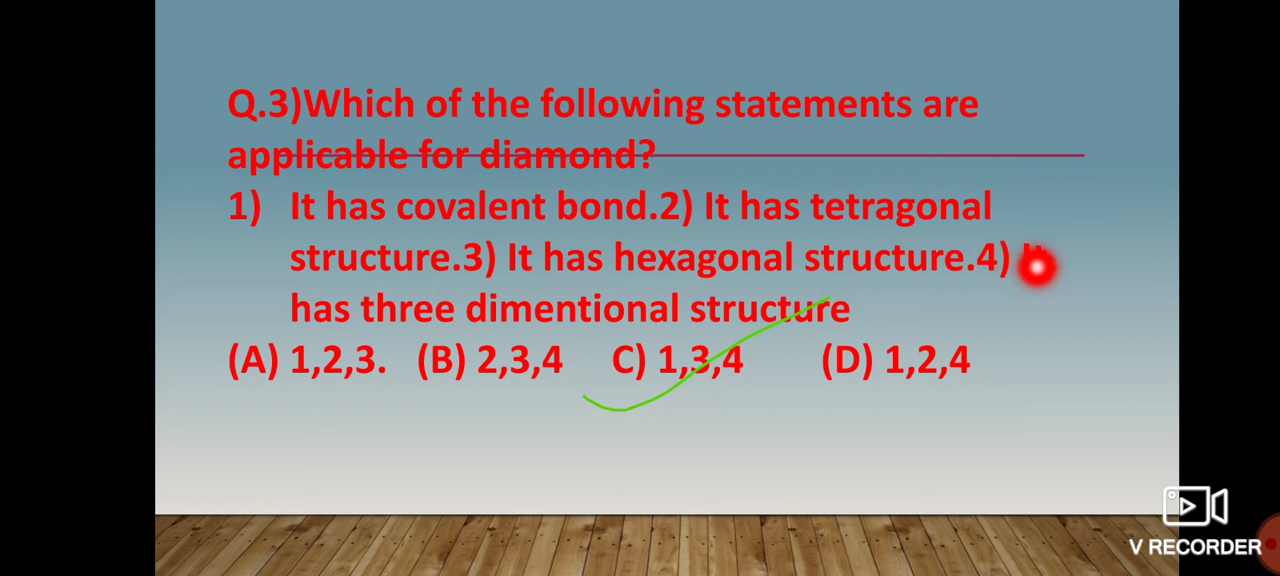 Q.3)Which of the following statements are
applicable for diamond?
1) It has covalent bond.2) It has tetragonal
structure.3) It has hexagonal structure.4) It
has three dimentional structure
(A) 1,2,3. (B) 2,3,4 C) 1,3,4 (D) 1,2,4
V RECORDER